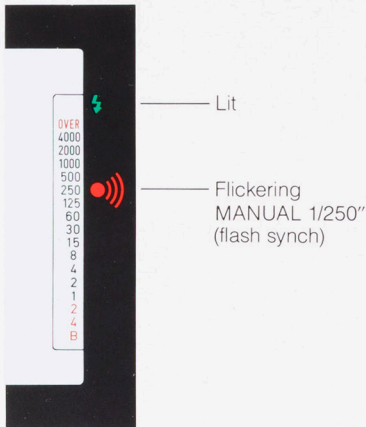 Lit
OVER
4000
2000
1000
500
250
125
60
30
15
8
4
2
1
2
4
B
Flickering
MANUAL 1/250"
(flash synch)